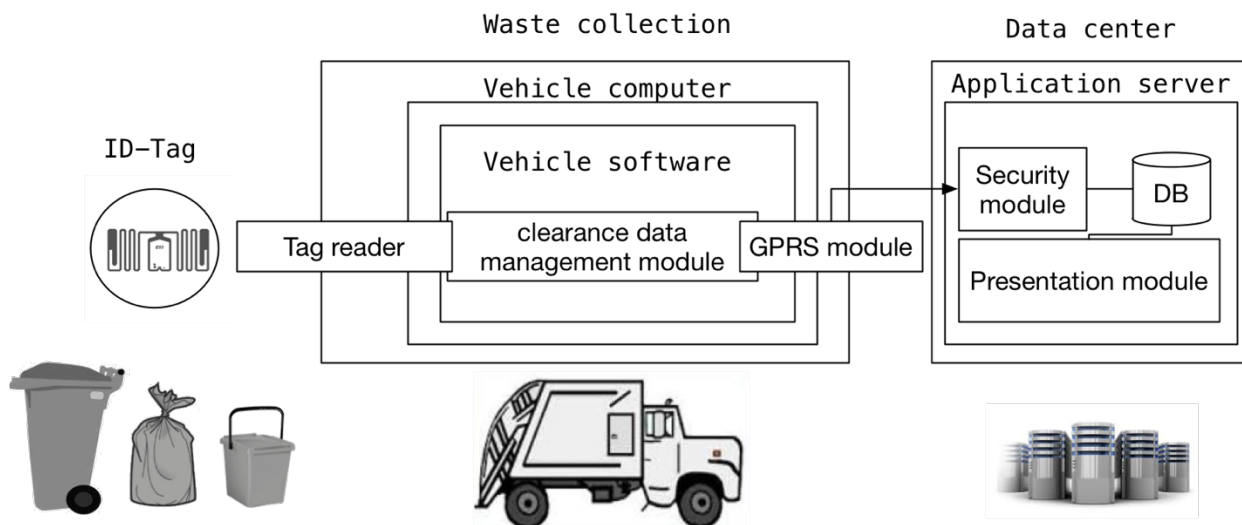 Waste collection
Data center
Vehicle computer
Application server
ID-Tag
Vehicle software
Security
module
DB
Tag reader
clearance data
management module
GPRS module
Presentation module